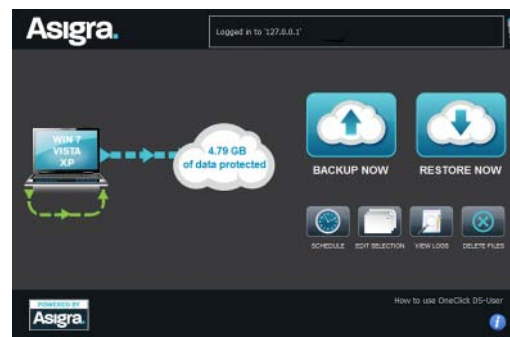 Asigra.
Logged in to '127.0.0.1'
WIN 7
VISTA
XP
4.79 GB
of data protected
BACKUP NOW
RESTORE NOW
SCHEDULE
EDIT SELECTION
VIEW LOGS
DELETE FILES
POWERED BY
Asigra.
How to use OneClick DS-User
i